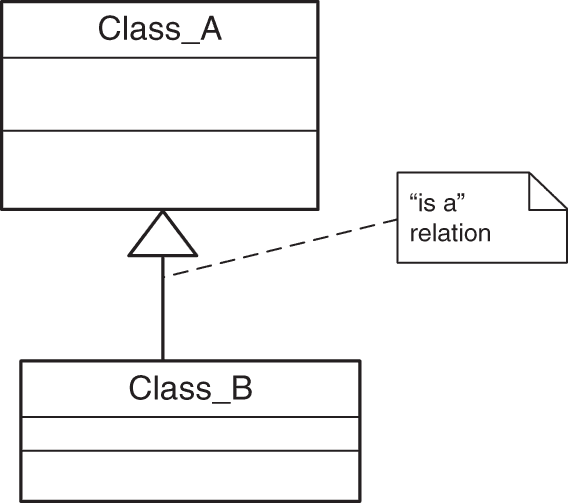 Class_A
“is a”
relation
Class_B